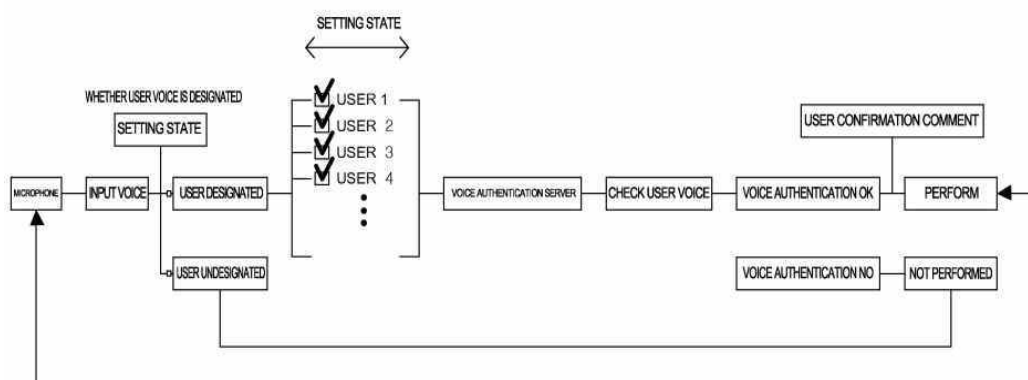 SETTING STATE
WHETHER USER VOICE IS DESIGNATED
SETTING STATE
USER 1
USER 2
USER 3
USER 4
USER CONFIRMATION COMMENT
MICROPHONE
INPUT VOICE
USER DESIGNATED
VOICE AUTHENTICATION SERVER
CHECK USER VOICE
VOICE AUTHENTICATION OK
PERFORM
USER UNDESIGNATED
VOICE AUTHENTICATION NO
NOT PERFORMED